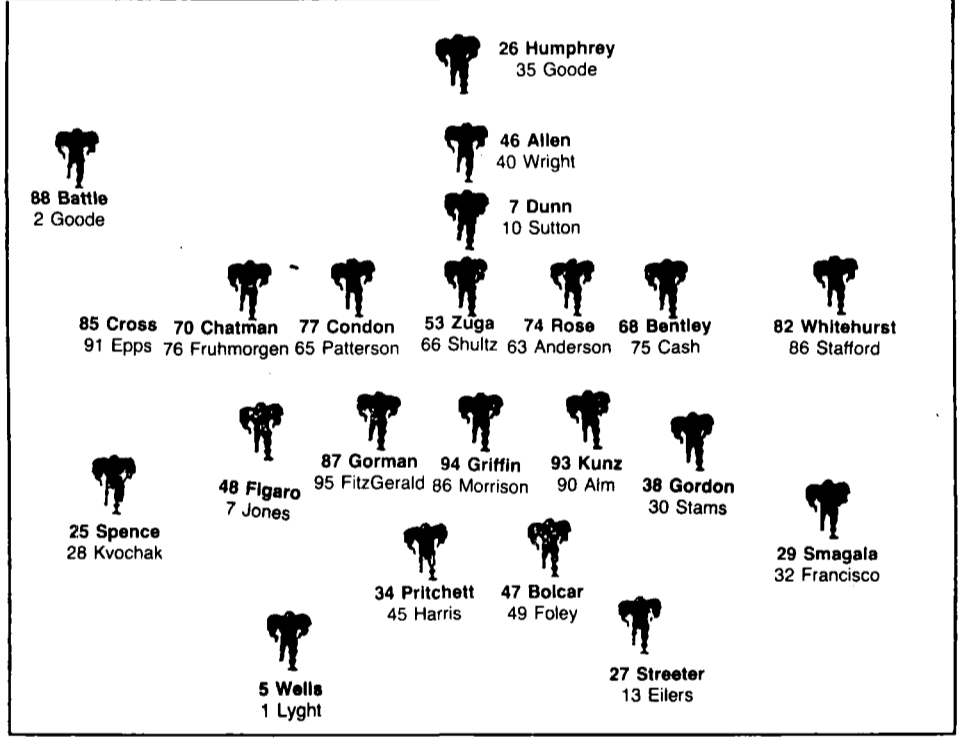 26 Humphrey
35 Goode
46 Allen
40 Wright
88 Battle
2 Goode
7 Dunn
10 Sutton
85 Cross
91 Epps
70 Chatman
76 Fruhmorgen
77 Condon
65 Patterson
53 Zuga
66 Shultz
74 Rose
63 Anderson
68 Bentley
75 Cash
82 Whitehurst
86 Stafford
48 Figaro
7 Jones
87 Gorman
95 FitzGerald
94 Griffin
86 Morrison
93 Kunz
90 Alm
38 Gordon
30 Stams
25 Spence
28 Kvochak
29 Smagala
32 Francisco
34 Pritchett
45 Harris
47 Bolcar
49 Foley
5 Wells
1 Lyght
27 Streeter
13 Eilers